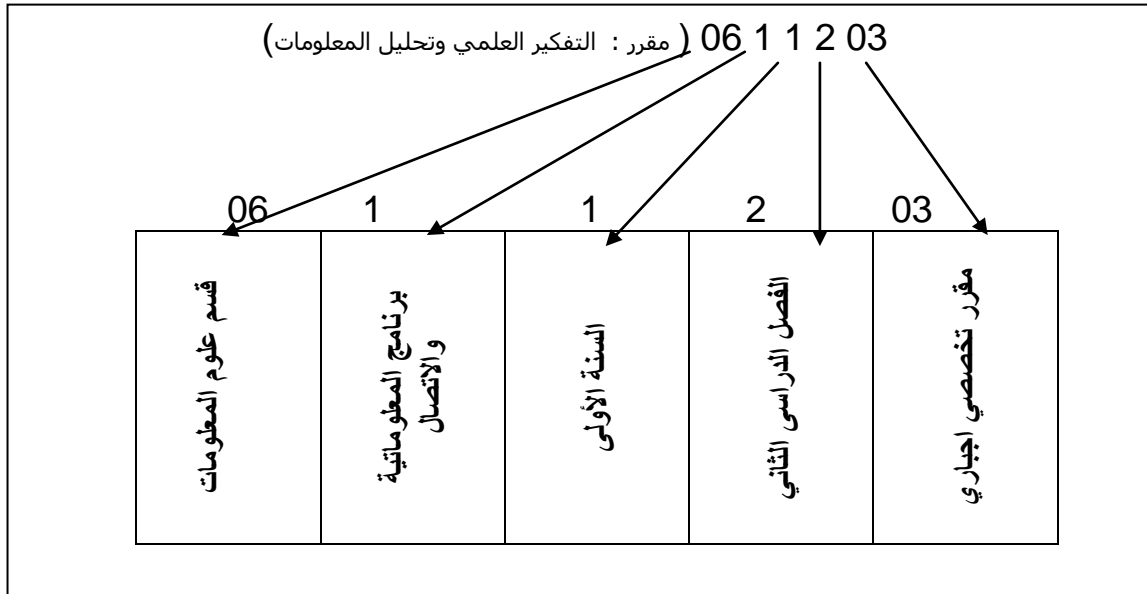 06 1 1 2 03 ( مقرر : التفكير العلمي وتحليل المعلومات)
06 1 1 2 03
قسم علوم المعلومات
برنامج المعلوماتية
والاتصال
السنة الأولى
الفصل الدراسى الثاني
مقرر تخصصي اجباري